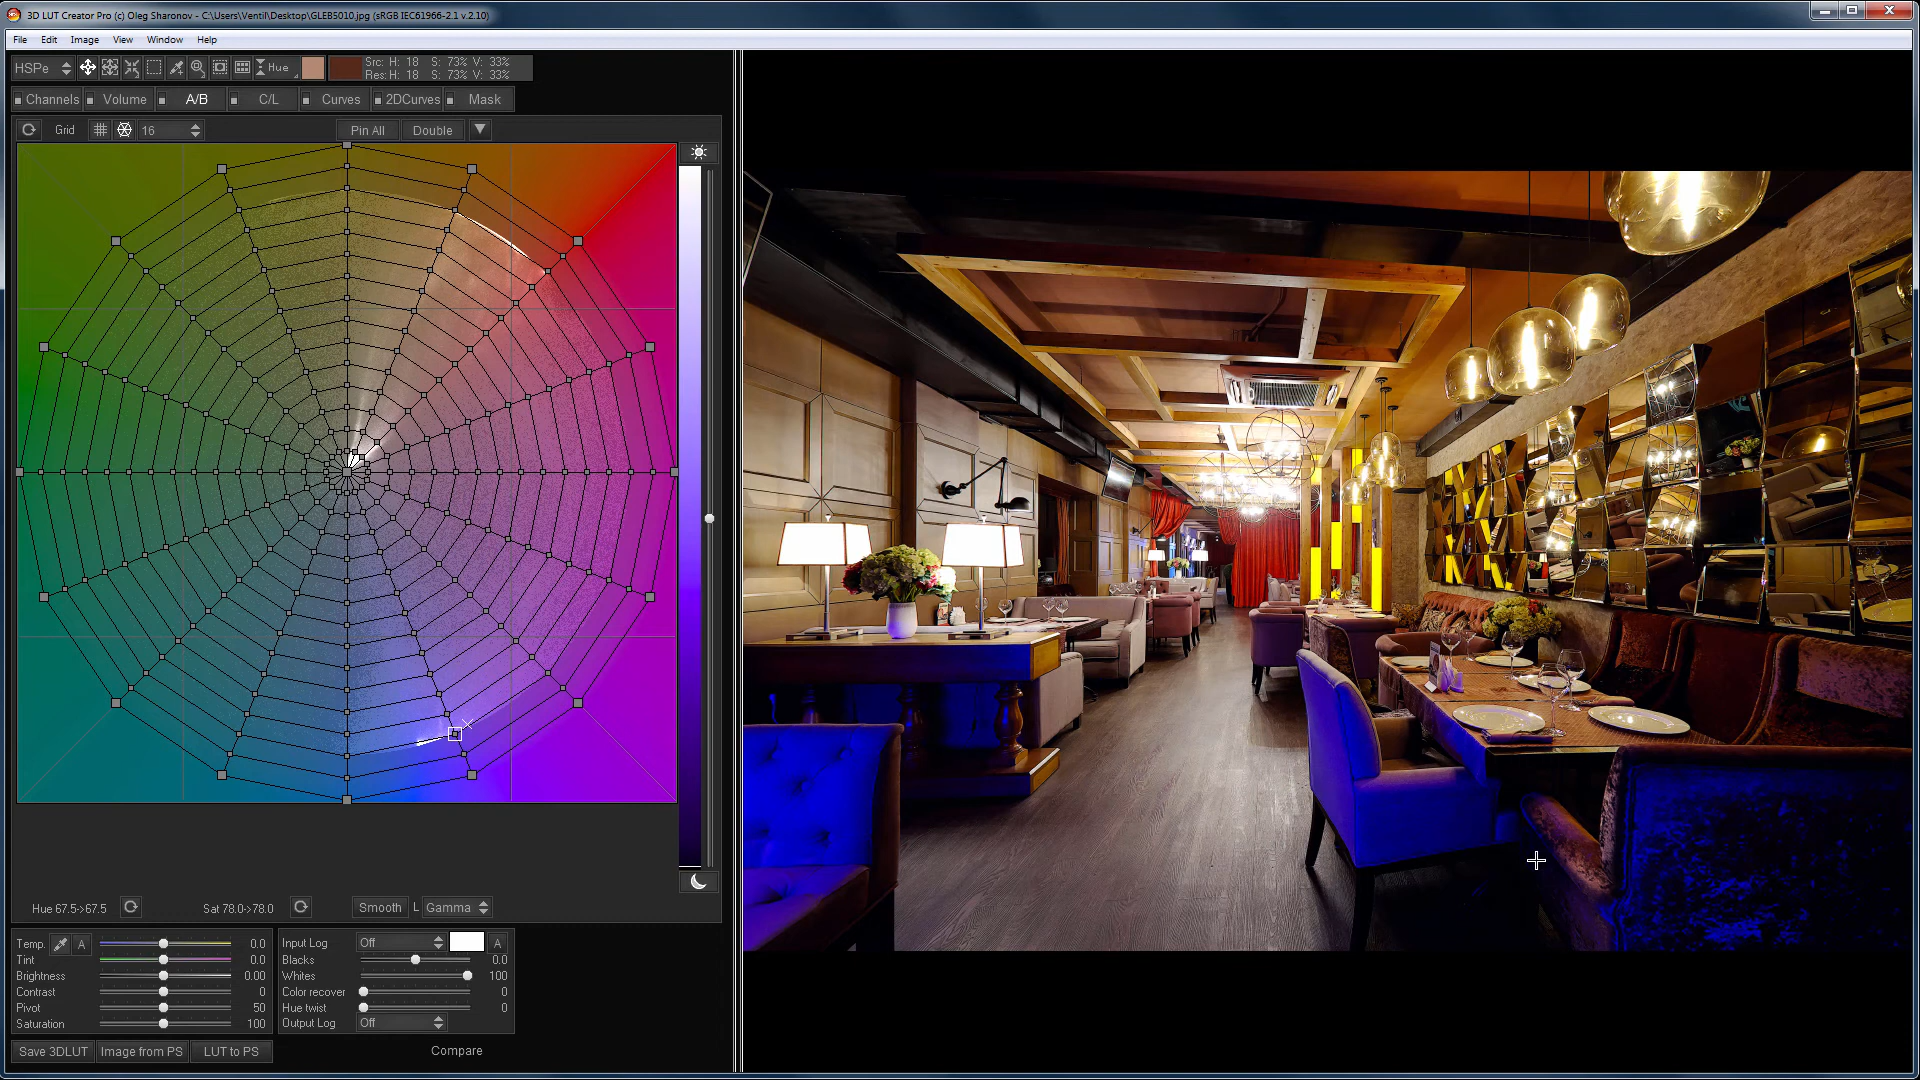 3D LUT Creator Pro (c) Oleg Sharonov - C:\Users\Ventil\Desktop\GLEB5010.jpg (sRGB IEC61966-2.1 v.2.10)
File Edit Image View Window Help
HSPe Hue Src: H: 18 S: 73% V: 33%
Res: H: 18 S: 73% V: 33%
Channels Volume A/B C/L Curves 2DCurves Mask
Grid 16 Pin All Double
Hue 67.5->67.5 Sat 78.0->78.0 Smooth L Gamma
Temp. A 0.0 Input Log Off A
Tint 0.0 Blacks 0.0
Brightness 0.00 Whites 100
Contrast 0 Color recover 0
Pivot 50 Hue twist 0
Saturation 100 Output Log Off
Save 3DLUT Image from PS LUT to PS Compare